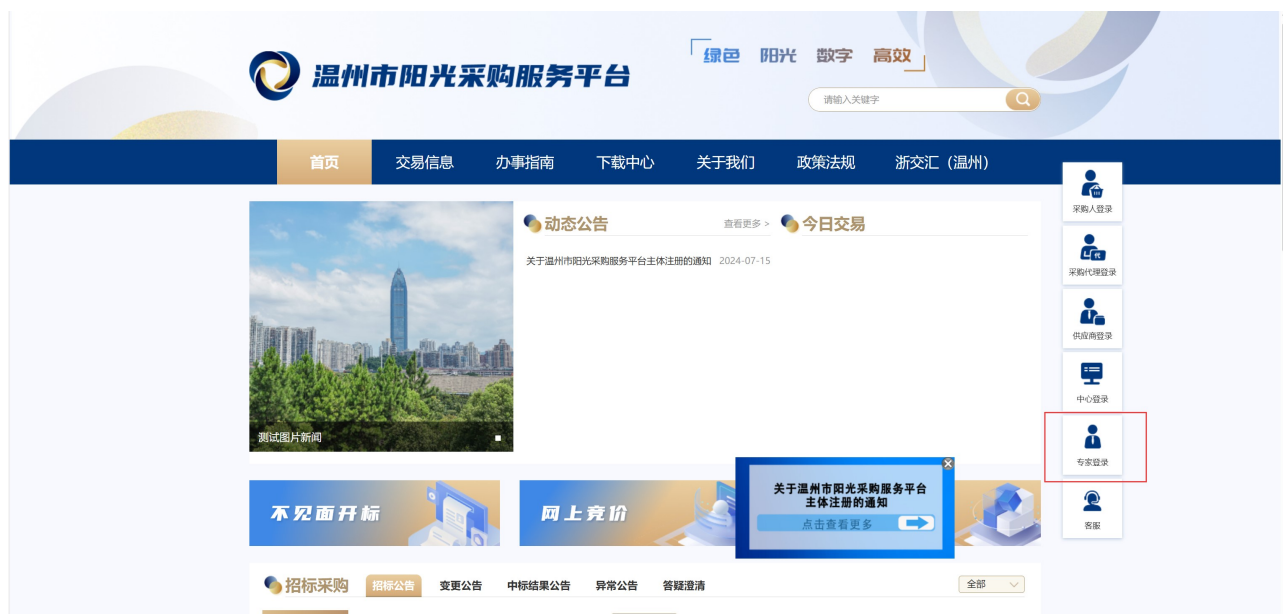 温州市阳光采购服务平台
绿色 阳光 数字 高效
请输入关键字
首页 交易信息 办事指南 下载中心 关于我们 政策法规 浙交汇（温州）
采购人登录
采购代理登录
供应商登录
中心登录
专家登录
客服
动态公告 查看更多 >
关于温州市阳光采购服务平台主体注册的通知 2024-07-15
今日交易
测试图片新闻
不见面开标
网上竞价
关于温州市阳光采购服务平台
主体注册的通知
点击查看更多
招标采购 招标公告 变更公告 中标结果公告 异常公告 答疑澄清 全部